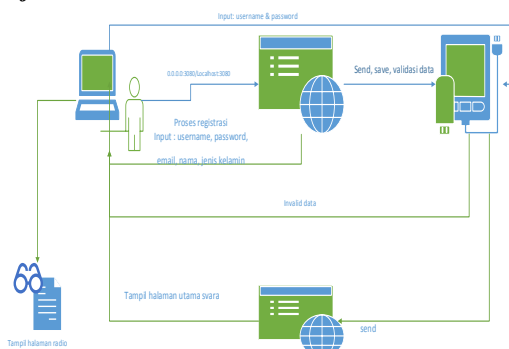 Input: username & password
0.0.0.0:3080/Localhost:3080
Send, save, validasi data
Proses registrasi
Input : username, password,
email, nama, jenis kelamin
Invalid data
Tampil halaman utama svara
send
Tampil halaman radio